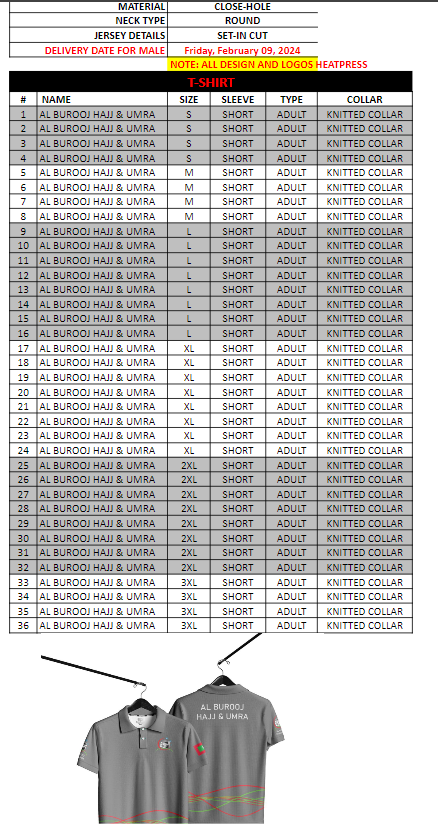 MATERIAL CLOSE-HOLE
NECK TYPE ROUND
JERSEY DETAILS SET-IN CUT
DELIVERY DATE FOR MALE Friday, February 09, 2024
NOTE: ALL DESIGN AND LOGOS HEATPRESS
T-SHIRT
# NAME SIZE SLEEVE TYPE COLLAR
1 AL BUROOJ HAJJ & UMRA S SHORT ADULT KNITTED COLLAR
2 AL BUROOJ HAJJ & UMRA S SHORT ADULT KNITTED COLLAR
3 AL BUROOJ HAJJ & UMRA S SHORT ADULT KNITTED COLLAR
4 AL BUROOJ HAJJ & UMRA S SHORT ADULT KNITTED COLLAR
5 AL BUROOJ HAJJ & UMRA M SHORT ADULT KNITTED COLLAR
6 AL BUROOJ HAJJ & UMRA M SHORT ADULT KNITTED COLLAR
7 AL BUROOJ HAJJ & UMRA M SHORT ADULT KNITTED COLLAR
8 AL BUROOJ HAJJ & UMRA M SHORT ADULT KNITTED COLLAR
9 AL BUROOJ HAJJ & UMRA L SHORT ADULT KNITTED COLLAR
10 AL BUROOJ HAJJ & UMRA L SHORT ADULT KNITTED COLLAR
11 AL BUROOJ HAJJ & UMRA L SHORT ADULT KNITTED COLLAR
12 AL BUROOJ HAJJ & UMRA L SHORT ADULT KNITTED COLLAR
13 AL BUROOJ HAJJ & UMRA L SHORT ADULT KNITTED COLLAR
14 AL BUROOJ HAJJ & UMRA L SHORT ADULT KNITTED COLLAR
15 AL BUROOJ HAJJ & UMRA L SHORT ADULT KNITTED COLLAR
16 AL BUROOJ HAJJ & UMRA L SHORT ADULT KNITTED COLLAR
17 AL BUROOJ HAJJ & UMRA XL SHORT ADULT KNITTED COLLAR
18 AL BUROOJ HAJJ & UMRA XL SHORT ADULT KNITTED COLLAR
19 AL BUROOJ HAJJ & UMRA XL SHORT ADULT KNITTED COLLAR
20 AL BUROOJ HAJJ & UMRA XL SHORT ADULT KNITTED COLLAR
21 AL BUROOJ HAJJ & UMRA XL SHORT ADULT KNITTED COLLAR
22 AL BUROOJ HAJJ & UMRA XL SHORT ADULT KNITTED COLLAR
23 AL BUROOJ HAJJ & UMRA XL SHORT ADULT KNITTED COLLAR
24 AL BUROOJ HAJJ & UMRA XL SHORT ADULT KNITTED COLLAR
25 AL BUROOJ HAJJ & UMRA 2XL SHORT ADULT KNITTED COLLAR
26 AL BUROOJ HAJJ & UMRA 2XL SHORT ADULT KNITTED COLLAR
27 AL BUROOJ HAJJ & UMRA 2XL SHORT ADULT KNITTED COLLAR
28 AL BUROOJ HAJJ & UMRA 2XL SHORT ADULT KNITTED COLLAR
29 AL BUROOJ HAJJ & UMRA 2XL SHORT ADULT KNITTED COLLAR
30 AL BUROOJ HAJJ & UMRA 2XL SHORT ADULT KNITTED COLLAR
31 AL BUROOJ HAJJ & UMRA 2XL SHORT ADULT KNITTED COLLAR
32 AL BUROOJ HAJJ & UMRA 2XL SHORT ADULT KNITTED COLLAR
33 AL BUROOJ HAJJ & UMRA 3XL SHORT ADULT KNITTED COLLAR
34 AL BUROOJ HAJJ & UMRA 3XL SHORT ADULT KNITTED COLLAR
35 AL BUROOJ HAJJ & UMRA 3XL SHORT ADULT KNITTED COLLAR
36 AL BUROOJ HAJJ & UMRA 3XL SHORT ADULT KNITTED COLLAR
AL BUROOJ
HAJJ & UMRA